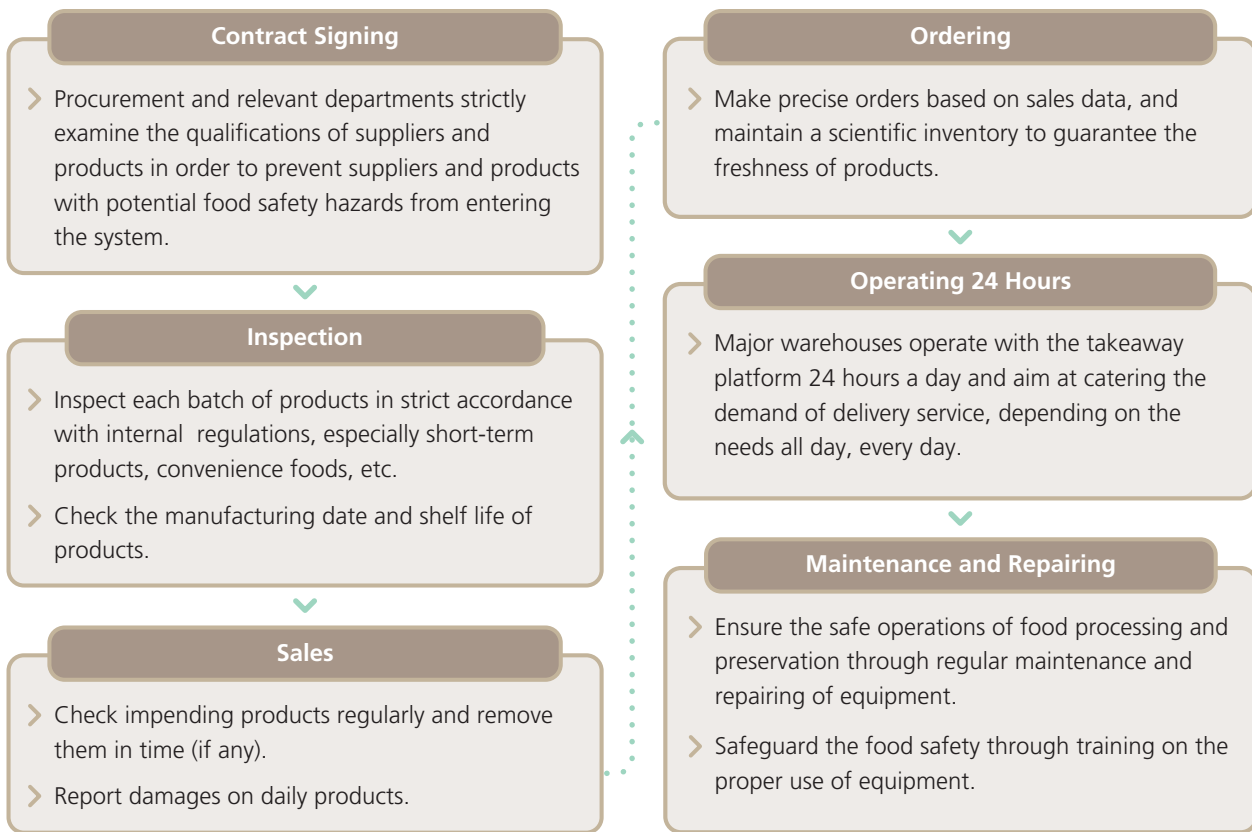 Contract Signing
Procurement and relevant departments strictly
examine the qualifications of suppliers and
products in order to prevent suppliers and products
with potential food safety hazards from entering
the system.
Inspection
Inspect each batch of products in strict accordance
with internal regulations, especially short-term
products, convenience foods, etc.
Check the manufacturing date and shelf life of
products.
Sales
Check impending products regularly and remove
them in time (if any).
Report damages on daily products.
Ordering
Make precise orders based on sales data, and
maintain a scientific inventory to guarantee the
freshness of products.
Operating 24 Hours
Major warehouses operate with the takeaway
platform 24 hours a day and aim at catering the
demand of delivery service, depending on the
needs all day, every day.
Maintenance and Repairing
Ensure the safe operations of food processing and
preservation through regular maintenance and
repairing of equipment.
Safeguard the food safety through training on the
proper use of equipment.